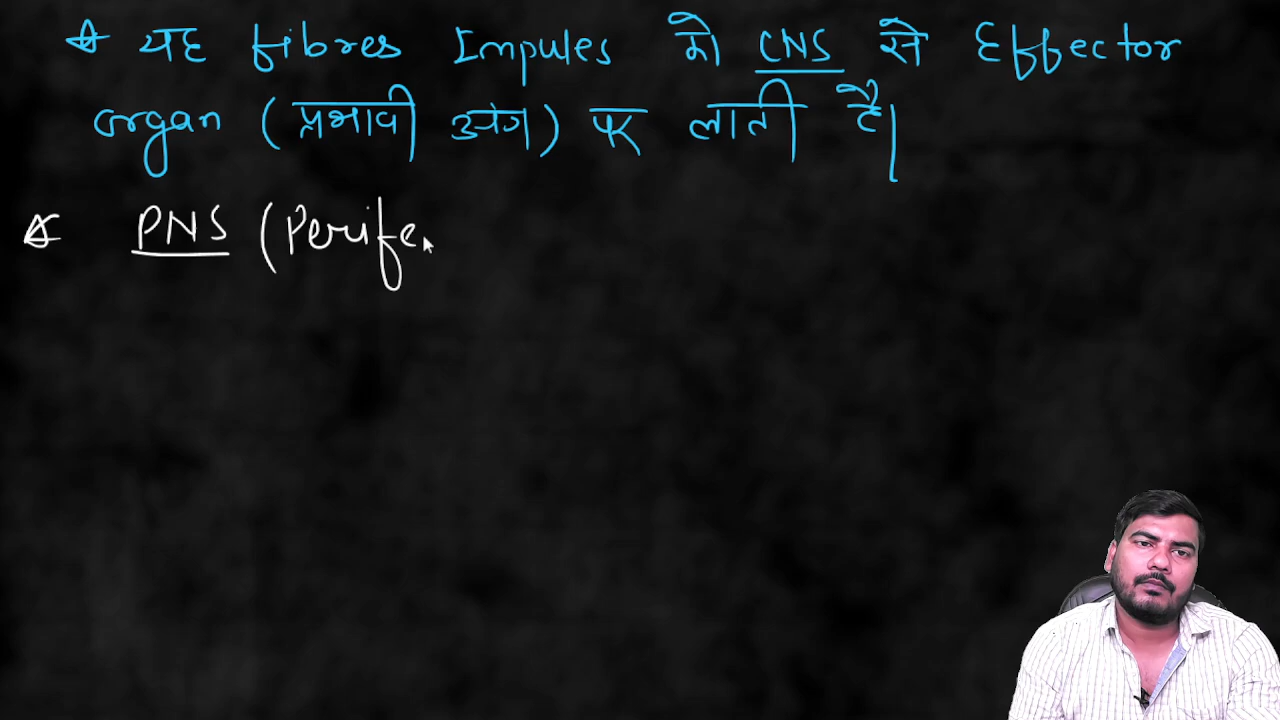 ☆ यह fibres Impules को CNS से Effector
organ (प्रभावी अंग) पर लाती है।
☆ PNS (Perife